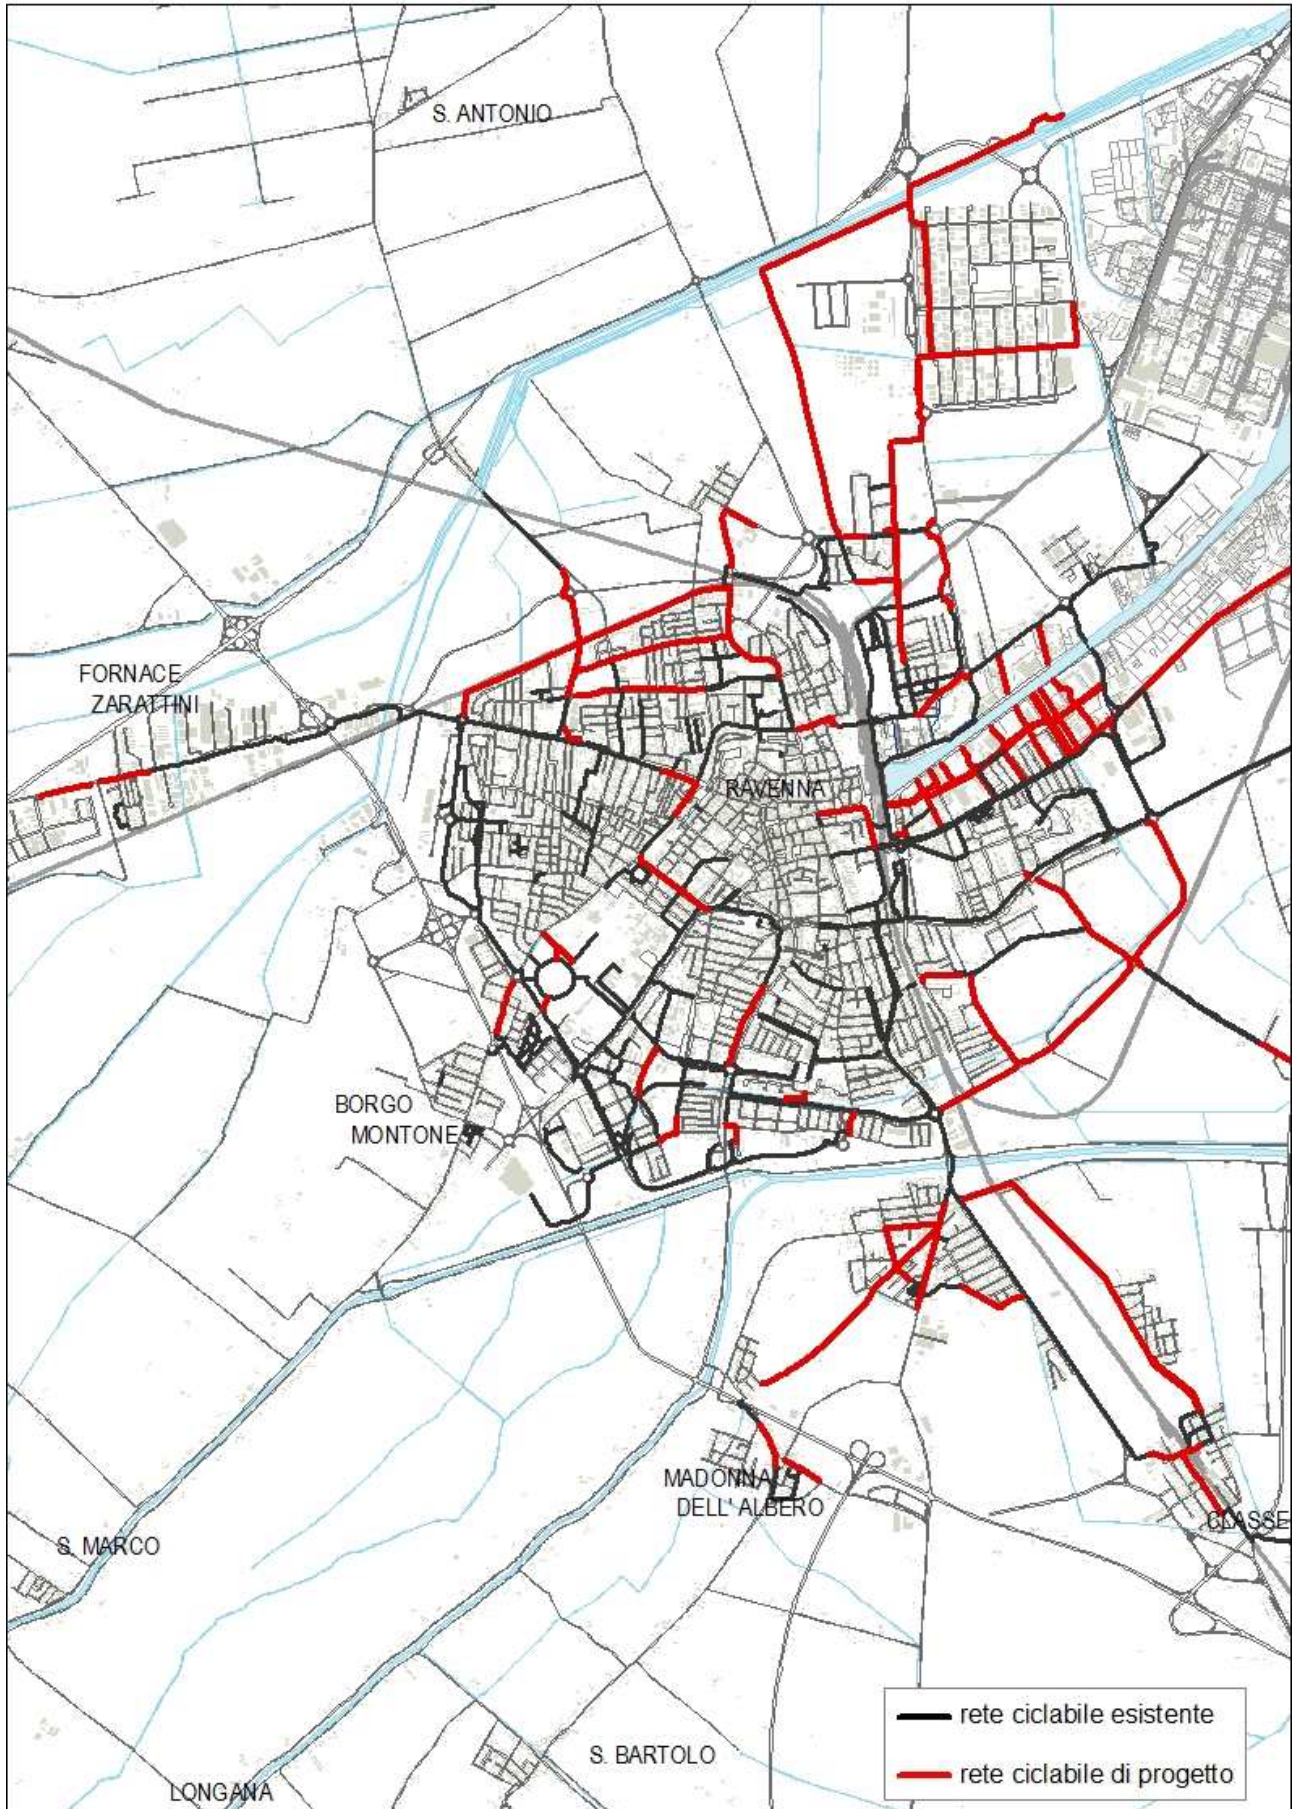 S. ANTONIO
FORNACE
ZARATTINI
RAVENNA
BORGO
MONTONE
MADONNA
DELL' ALBERO
CLASSE
S. MARCO
S. BARTOLO
LONGANA
rete ciclabile esistente
rete ciclabile di progetto